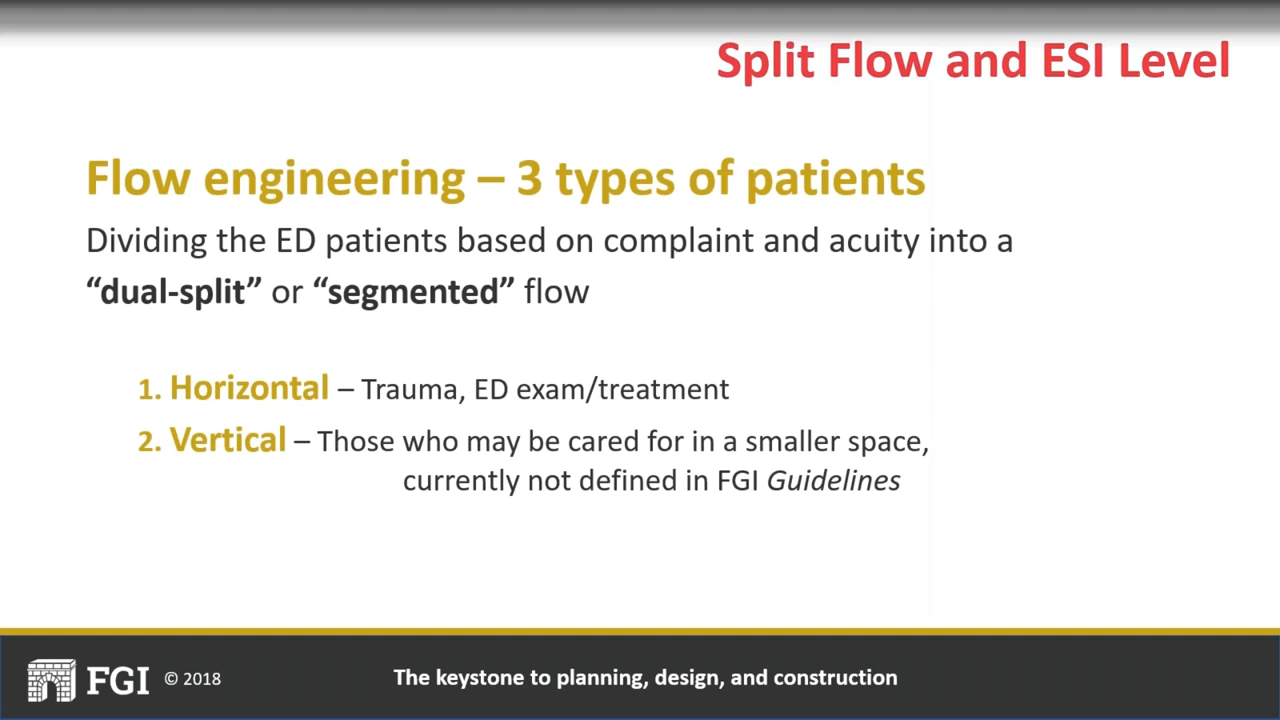 Split Flow and ESI Level
Flow engineering – 3 types of patients
Dividing the ED patients based on complaint and acuity into a
“dual-split” or “segmented” flow
1. Horizontal – Trauma, ED exam/treatment
2. Vertical – Those who may be cared for in a smaller space,
currently not defined in FGI Guidelines
FGI © 2018
The keystone to planning, design, and construction